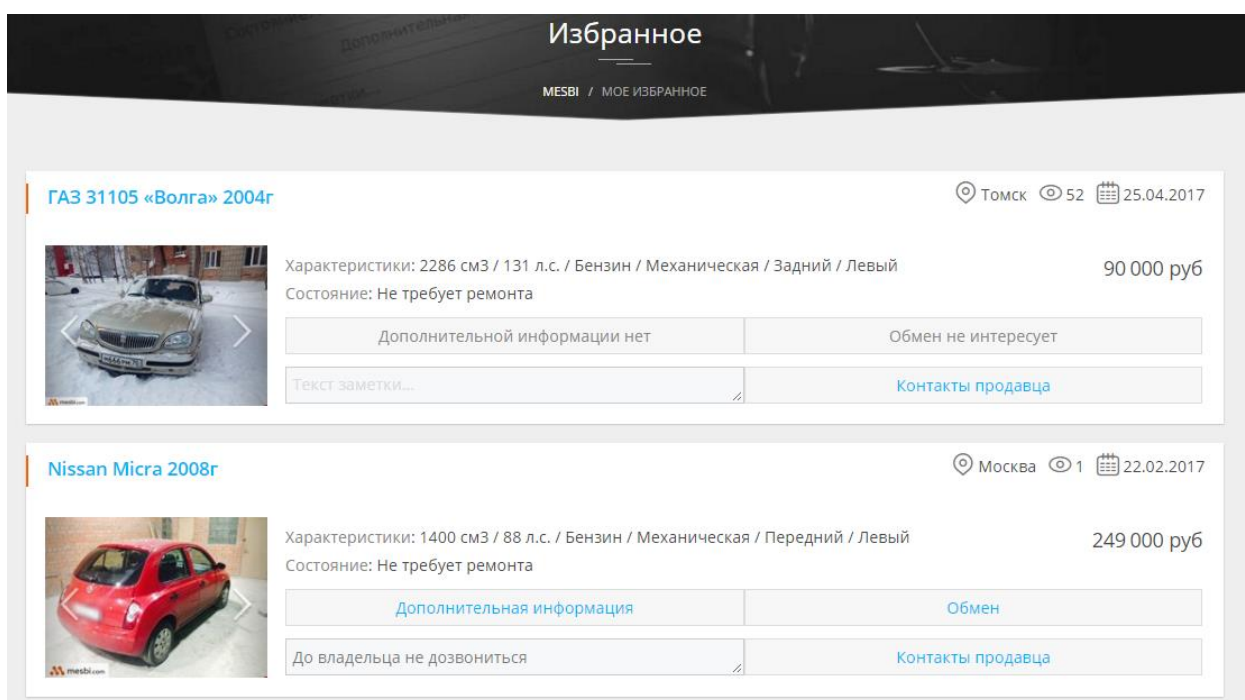 Избранное
MESBI / МОЕ ИЗБРАННОЕ
ГАЗ 31105 «Волга» 2004г
Томск 52 25.04.2017
Характеристики: 2286 см3 / 131 л.с. / Бензин / Механическая / Задний / Левый
90 000 руб
Состояние: Не требует ремонта
Дополнительной информации нет
Обмен не интересует
Текст заметки...
Контакты продавца
Nissan Micra 2008г
Москва 1 22.02.2017
Характеристики: 1400 см3 / 88 л.с. / Бензин / Механическая / Передний / Левый
249 000 руб
Состояние: Не требует ремонта
Дополнительная информация
Обмен
До владельца не дозвониться
Контакты продавца
mesbi.com